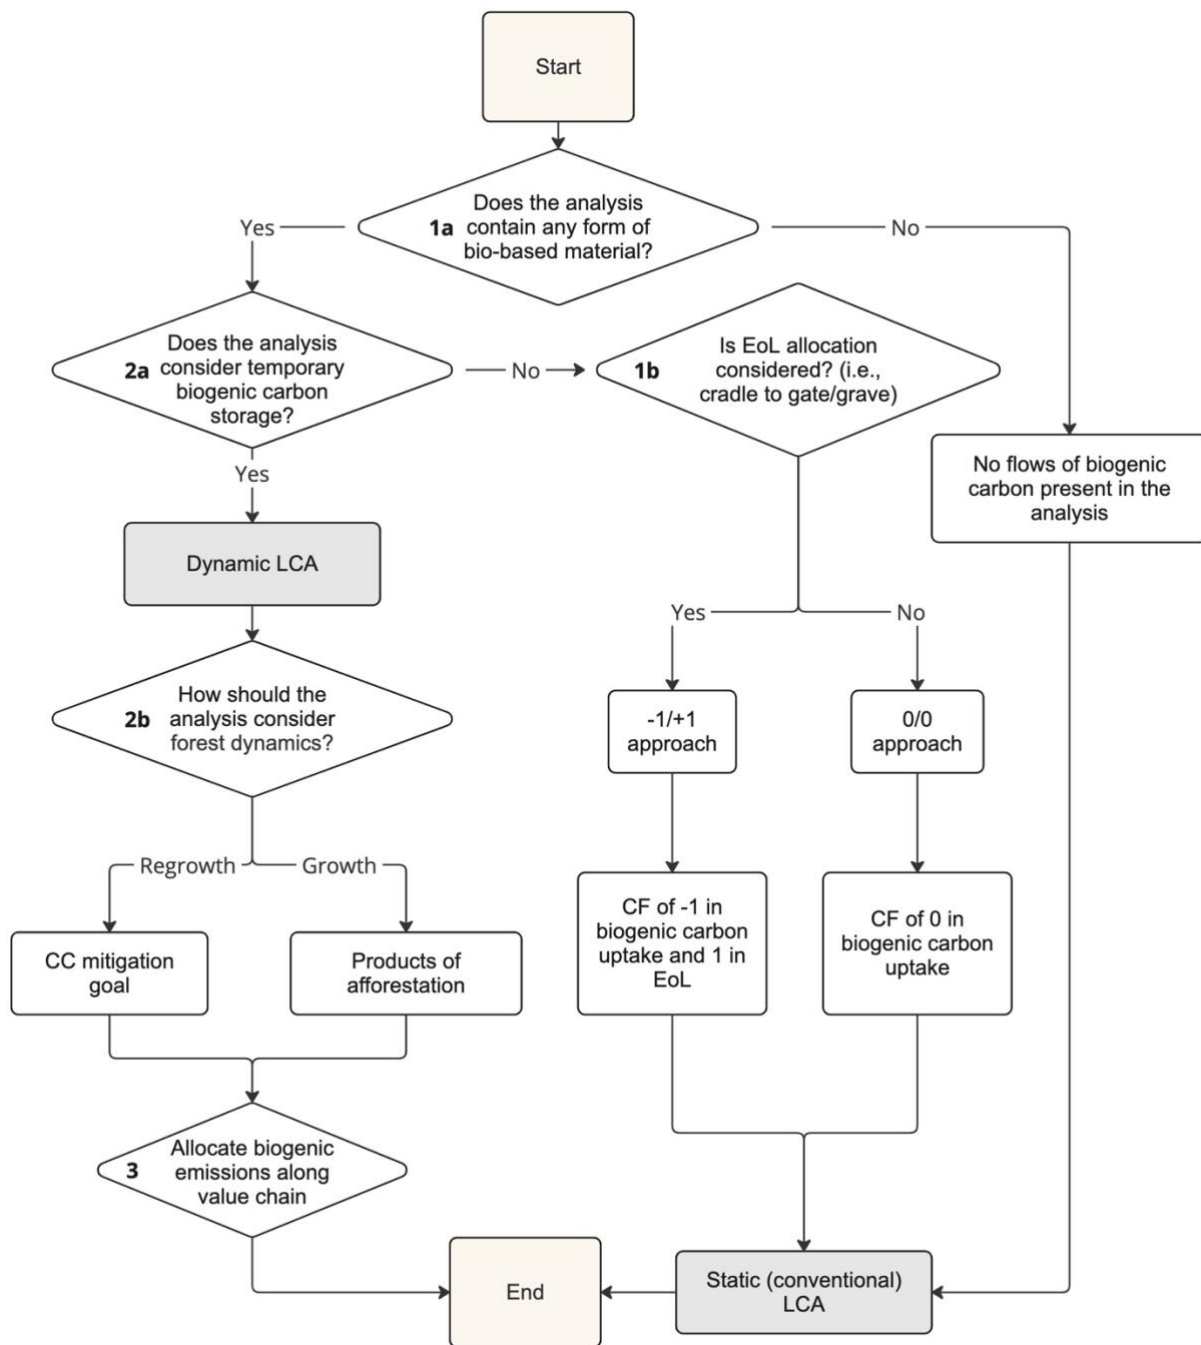 Start
Does the analysis
1a contain any form of
bio-based material?
Yes
No
Does the analysis
2a consider temporary
biogenic carbon
storage?
No
Is EoL allocation
1b considered? (i.e.,
cradle to gate/grave)
No flows of biogenic
carbon present in the
analysis
Yes
Dynamic LCA
Yes
No
How should the
2b analysis consider
forest dynamics?
-1/+1
approach
0/0
approach
Regrowth
Growth
CF of -1 in
biogenic carbon
uptake and 1 in
EoL
CF of 0 in
biogenic carbon
uptake
CC mitigation
goal
Products of
afforestation
Allocate biogenic
3 emissions along
value chain
End
Static (conventional)
LCA